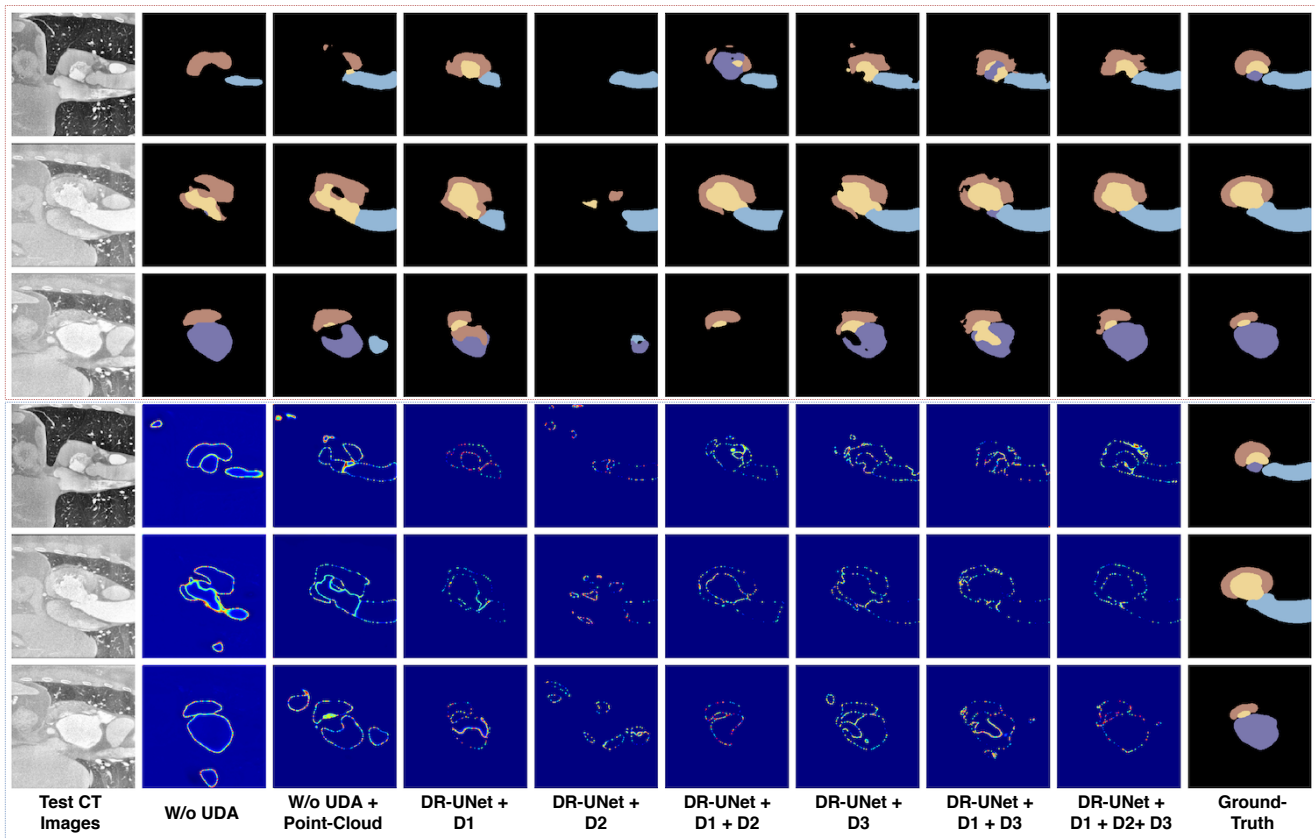 Test CT
Images
W/o UDA
W/o UDA +
Point-Cloud
DR-UNet +
D1
DR-UNet +
D2
DR-UNet +
D1 + D2
DR-UNet +
D3
DR-UNet +
D1 + D3
DR-UNet +
D1 + D2+ D3
Ground-
Truth